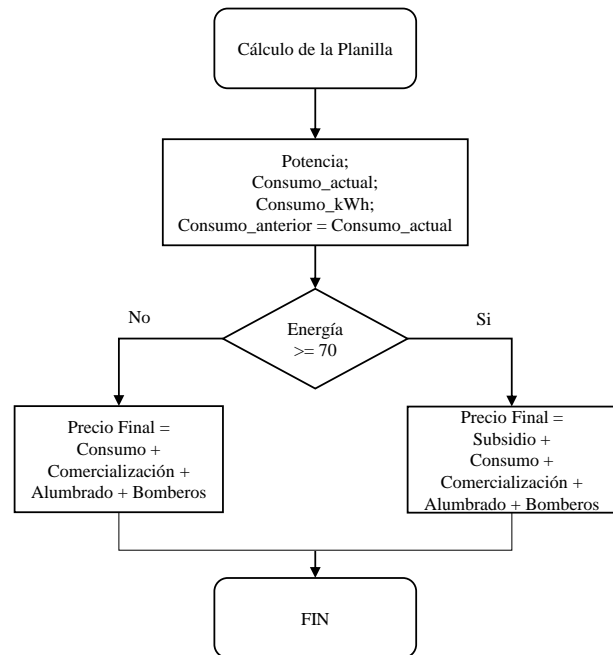 Cálculo de la Planilla
Potencia;
Consumo_actual;
Consumo_kWh;
Consumo_anterior = Consumo_actual
No
Energía
>= 70
Si
Precio Final =
Consumo +
Comercialización +
Alumbrado + Bomberos
Precio Final =
Subsidio +
Consumo +
Comercialización +
Alumbrado + Bomberos
FIN